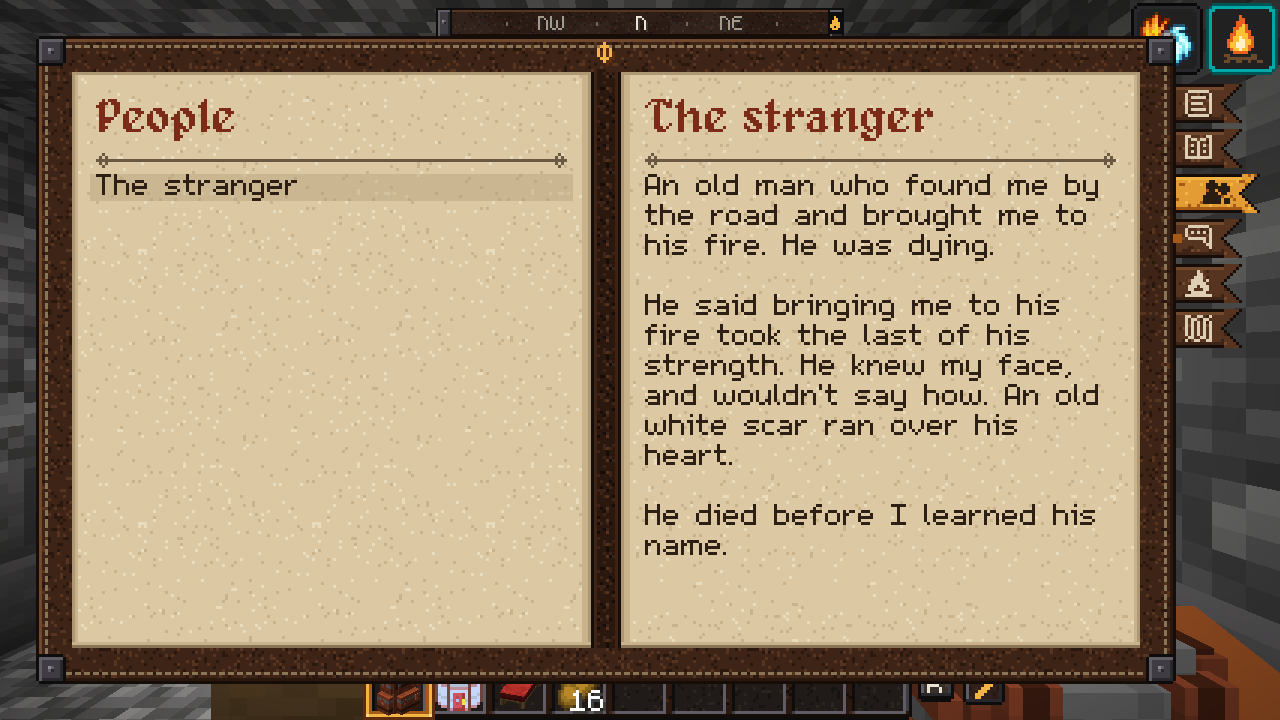 NW N NE
People
The stranger
The stranger
An old man who found me by
the road and brought me to
his fire. He was dying.
He said bringing me to his
fire took the last of his
strength. He knew my face,
and wouldn't say how. An old
white scar ran over his
heart.
He died before I learned his
name.
16